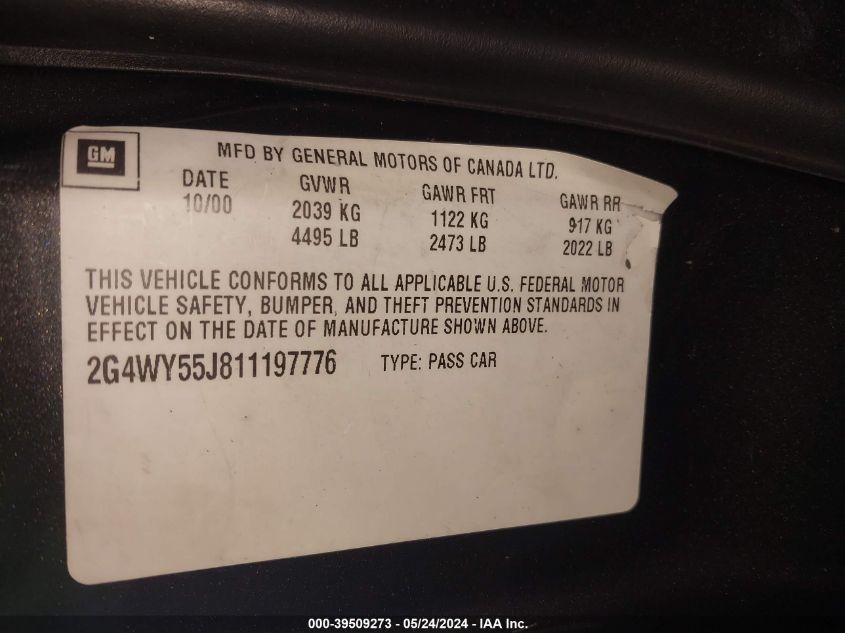 GM
MFD BY GENERAL MOTORS OF CANADA LTD.
DATE GVWR GAWR FRT GAWR RR
10/00 2039 KG 1122 KG 917 KG
4495 LB 2473 LB 2022 LB
THIS VEHICLE CONFORMS TO ALL APPLICABLE U.S. FEDERAL MOTOR
VEHICLE SAFETY, BUMPER, AND THEFT PREVENTION STANDARDS IN
EFFECT ON THE DATE OF MANUFACTURE SHOWN ABOVE.
2G4WY55J811197776 TYPE: PASS CAR
000-39509273 - 05/24/2024 - IAA Inc.